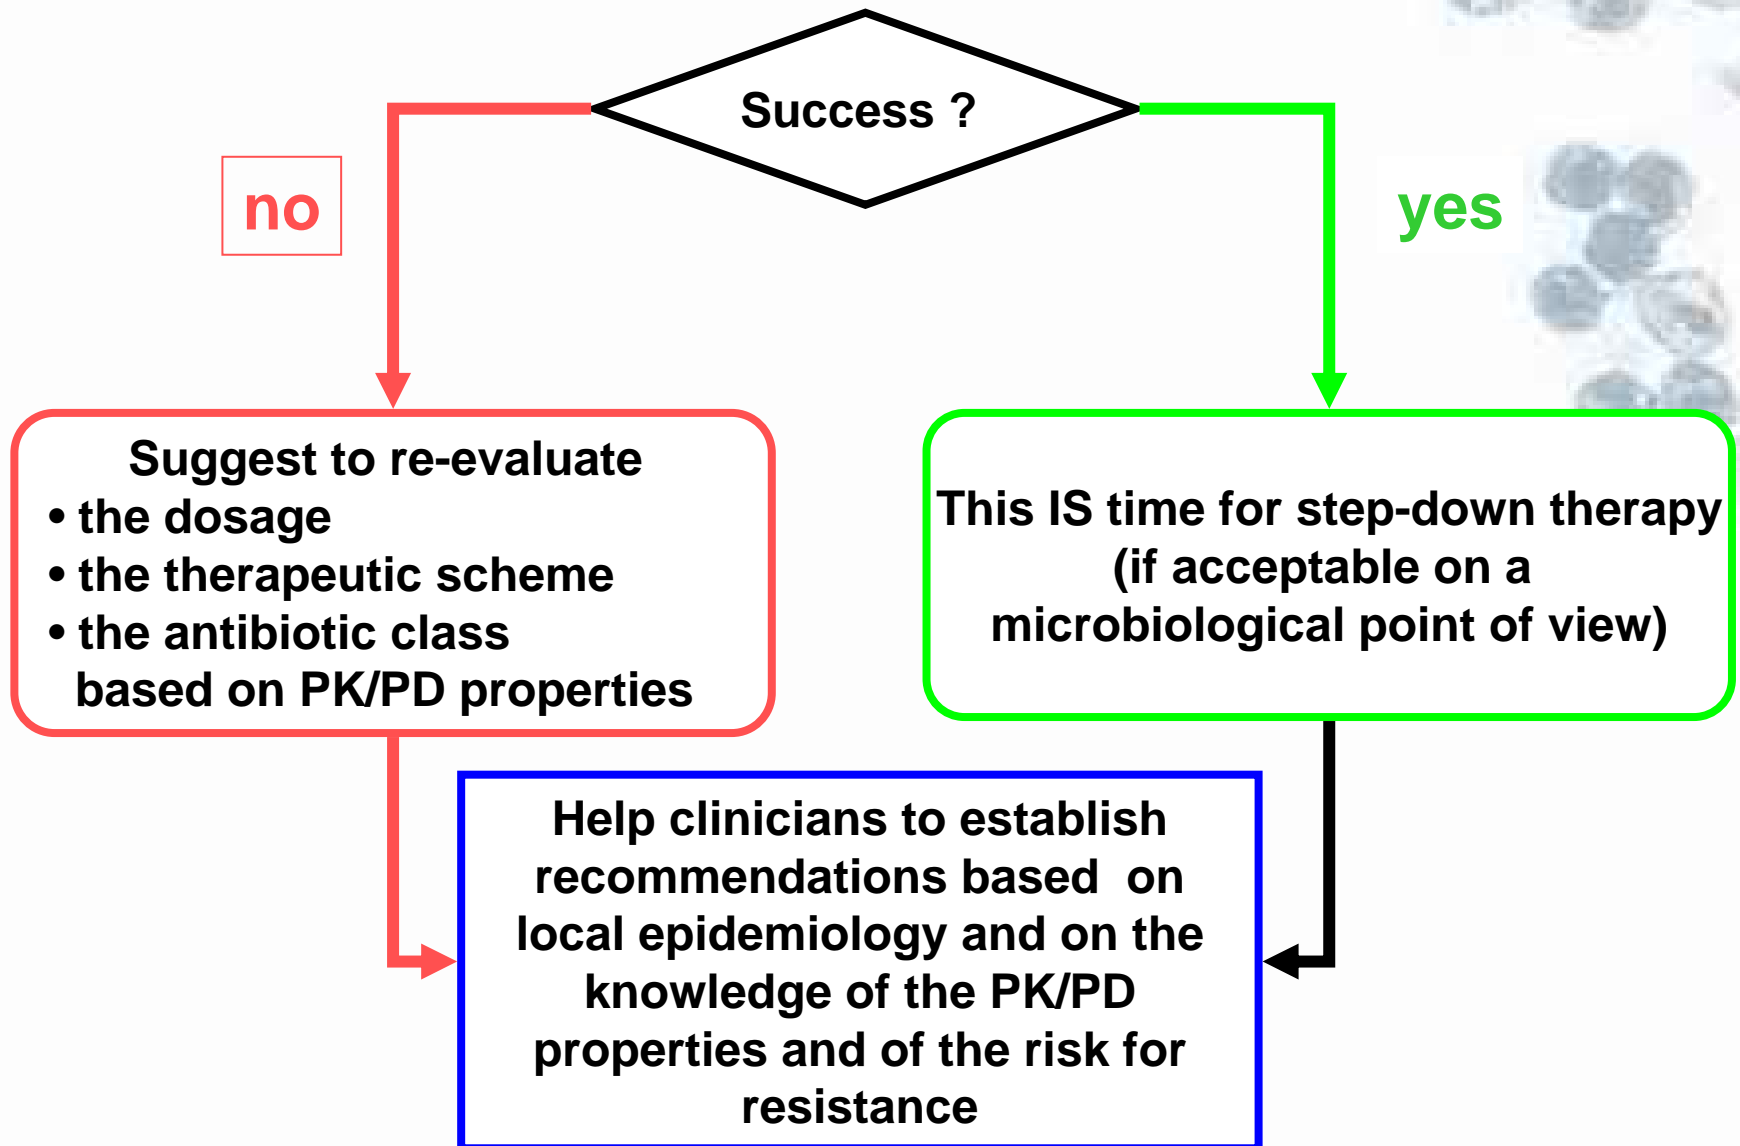 Success ?
no
yes
Suggest to re-evaluate
• the dosage
• the therapeutic scheme
• the antibiotic class
based on PK/PD properties
This IS time for step-down therapy
(if acceptable on a
microbiological point of view)
Help clinicians to establish
recommendations based  on
local epidemiology and on the
knowledge of the PK/PD
properties and of the risk for
resistance